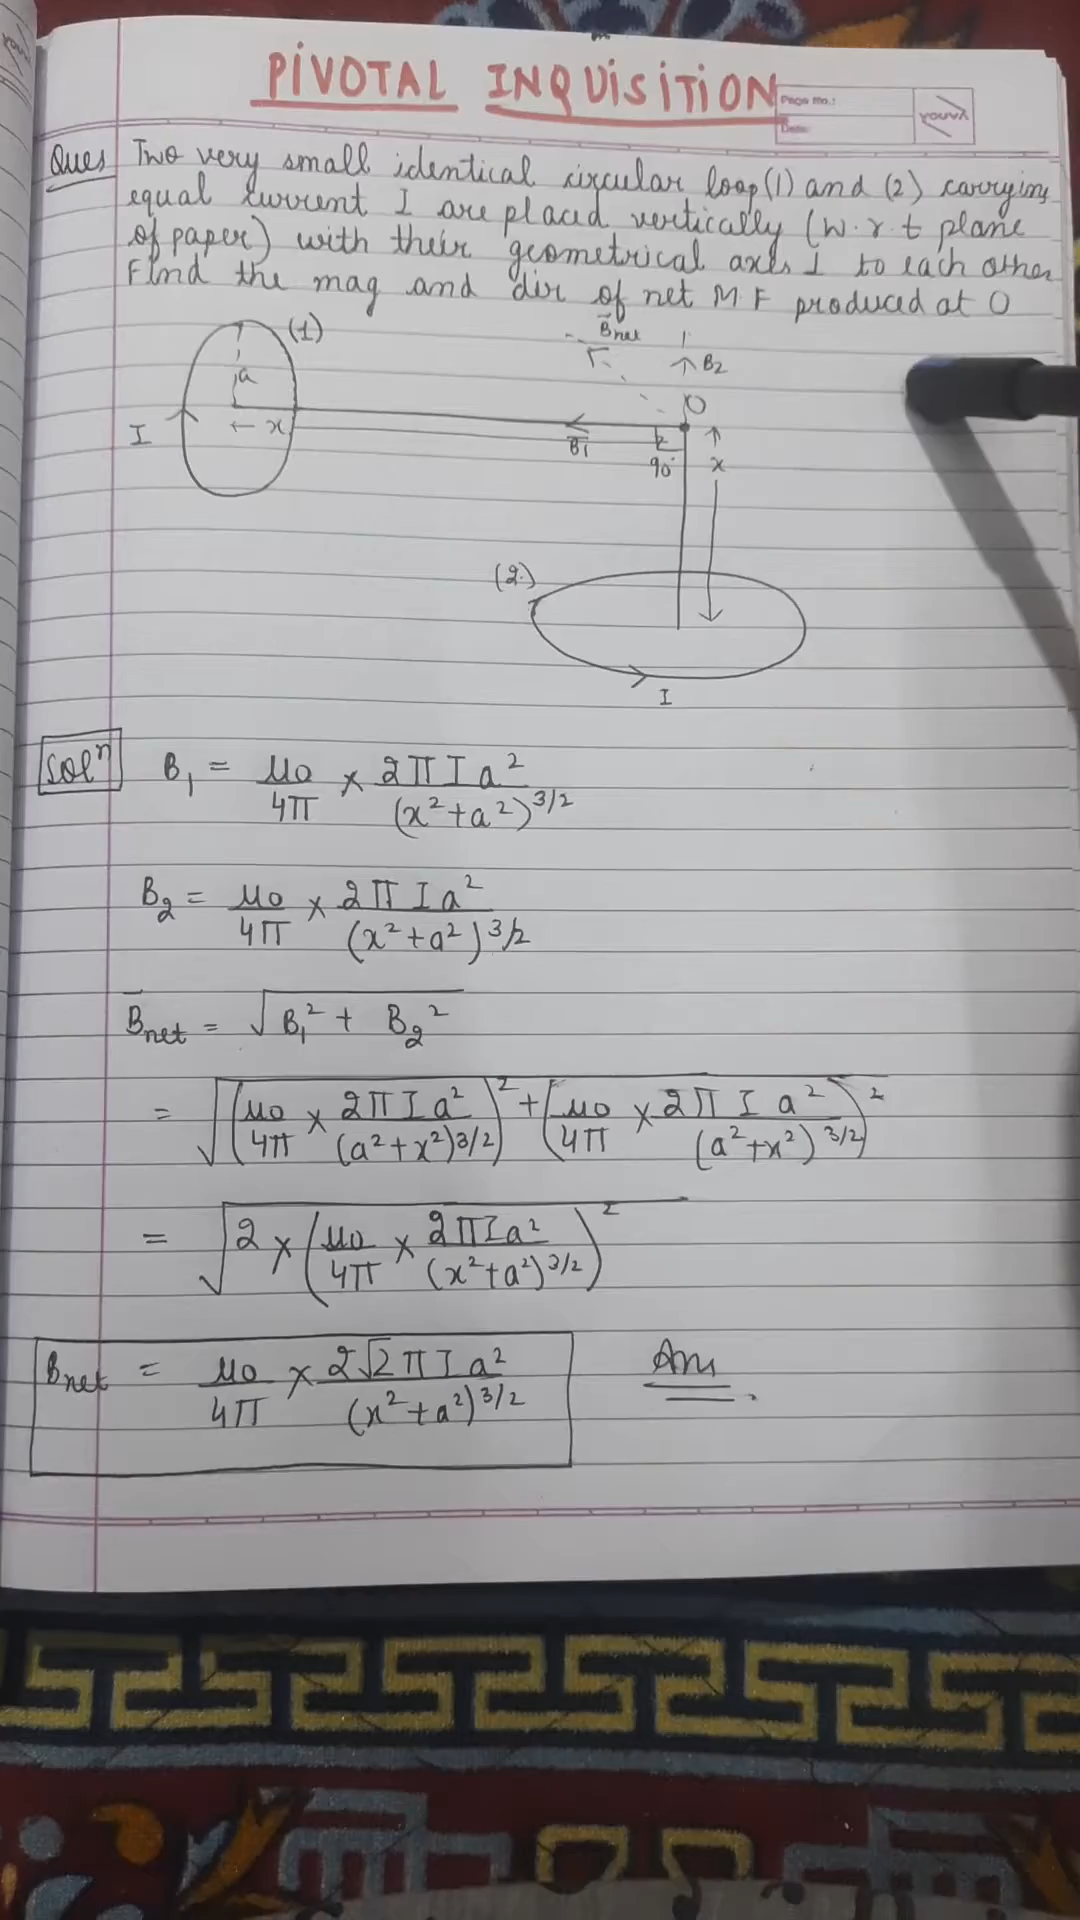 PiVOTAL INQUiSiTiON
Page No.:
Date:
YOUVA
Ques Two very small identical circular loop (1) and (2) carrying
equal current I are placed vertically (w.r.t plane
of paper) with their geometrical axes ⊥ to each other
Find the mag and dir of net M F produced at O
(1)
B̄net
↑ B2
a
O
I
← x
B̄1
90°
x
(2)
I
Solⁿ B₁ = μ0/4π × 2πIa²/(x²+a²)^3/2
B₂ = μ0/4π × 2πIa²/(x²+a²)^3/2
B̄net = √(B₁² + B₂²)
= √((μ0/4π × 2πIa²/(a²+x²)^3/2)² + (μ0/4π × 2πIa²/(a²+x²)^3/2)²)
= √(2 × (μ0/4π × 2πIa²/(x²+a²)^3/2)²)
Bnet = μ0/4π × 2√2πIa²/(x²+a²)^3/2 Ans